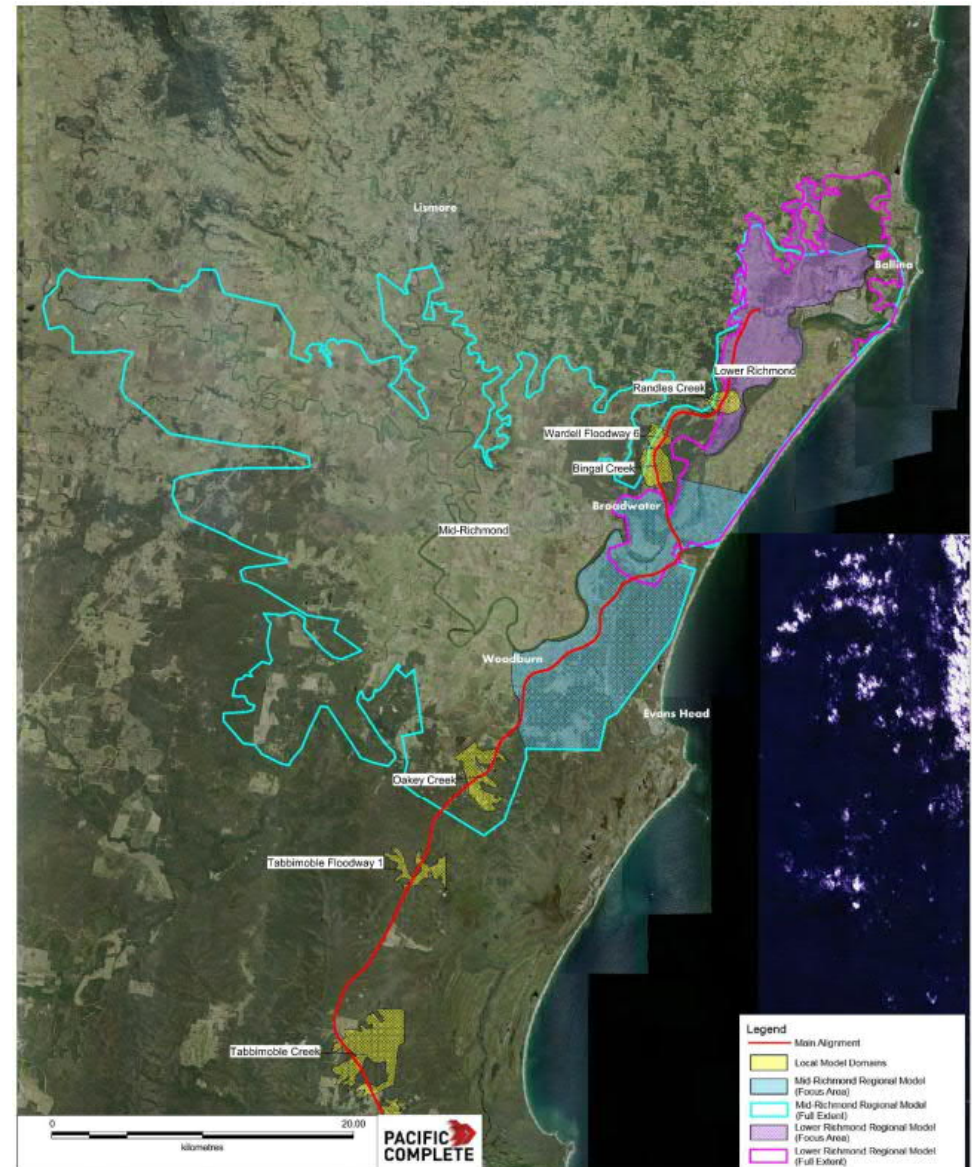 Lismore
Ballina
Lower Richmond
Randles Creek
Wardell Floodway 6
Bingal Creek
Broadwater
Mid-Richmond
Woodburn
Evans Head
Oakey Creek
Tabbimoble Floodway 1
Tabbimoble Creek
Legend
Main Alignment
Local Model Domains
Mid-Richmond Regional Model
(Focus Area)
Mid-Richmond Regional Model
(Full Extent)
Lower Richmond Regional Model
(Focus Area)
Lower Richmond Regional Model
(Full Extent)
0 20.00
kilometres
PACIFIC
COMPLETE